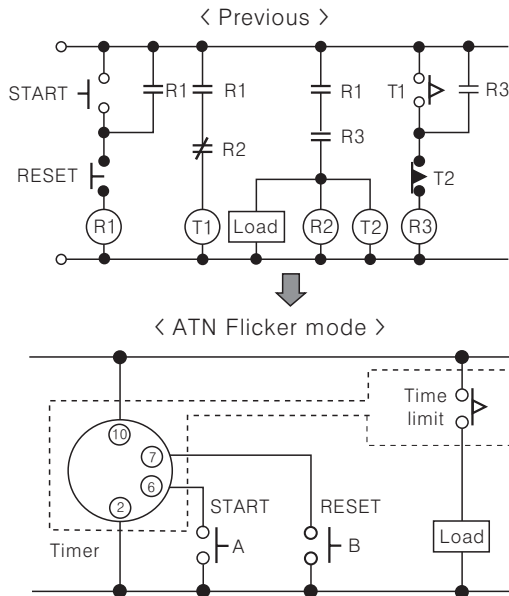 < Previous >
START
R1
R1
R1
T1
R3
R2
R3
RESET
T2
R1
T1
Load
R2
T2
R3
< ATN Flicker mode >
Time
limit
10
7
6
2
START
RESET
A
B
Load
Timer